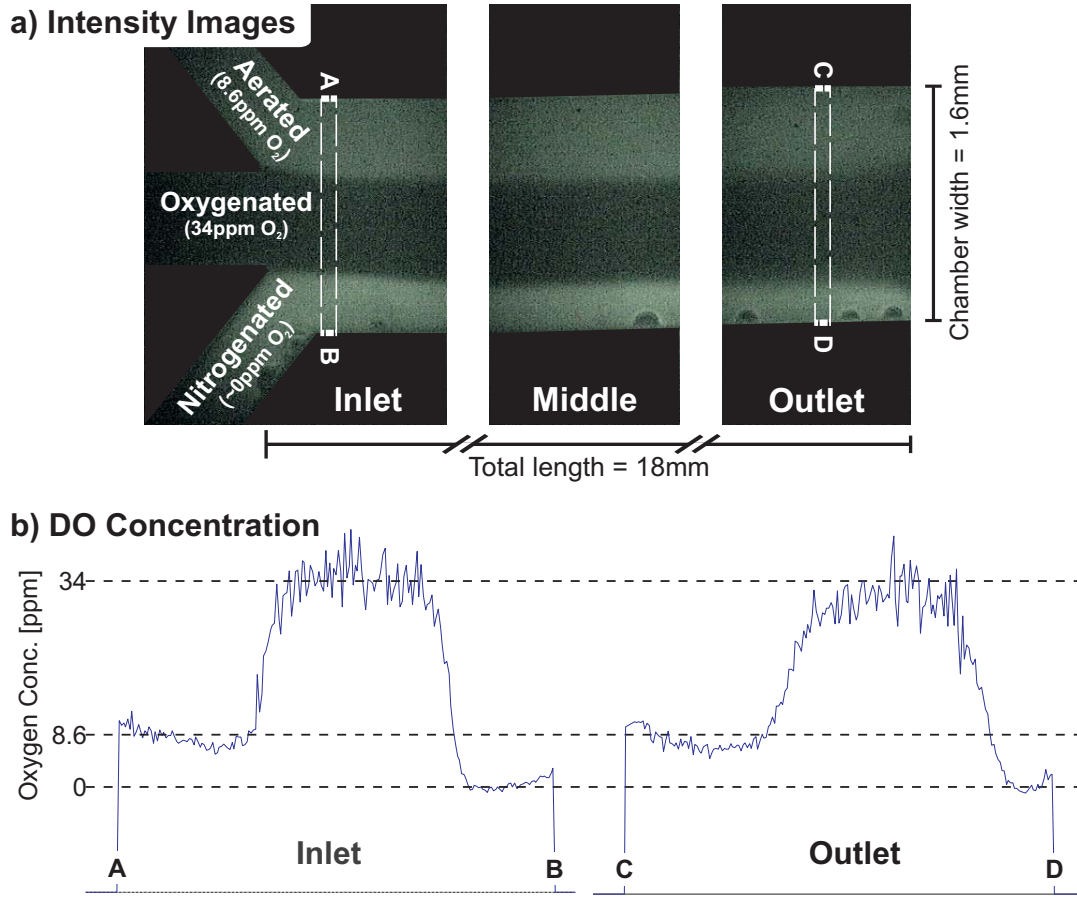 a) Intensity Images
Aerated
(8.6ppm O₂)
A
C
Oxygenated
(34ppm O₂)
Nitrogenated
(~0ppm O₂)
B
D
Inlet
Middle
Outlet
Chamber width = 1.6mm
Total length = 18mm
b) DO Concentration
Oxygen Conc. [ppm]
34
8.6
0
A
Inlet
B
C
Outlet
D